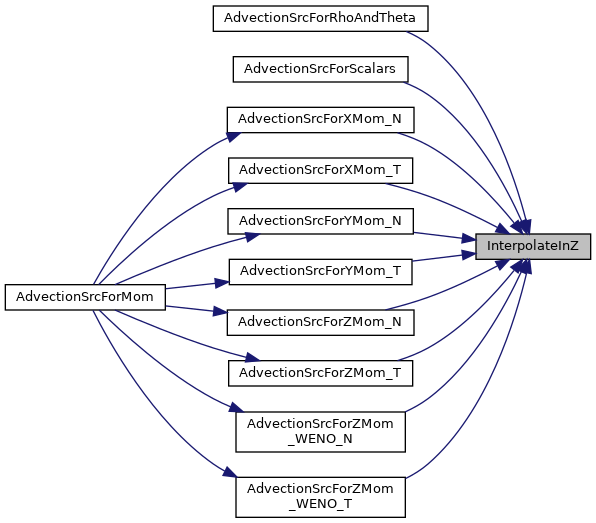 AdvectionSrcForRhoAndTheta
AdvectionSrcForScalars
AdvectionSrcForXMom_N
AdvectionSrcForXMom_T
AdvectionSrcForYMom_N
InterpolateInZ
AdvectionSrcForYMom_T
AdvectionSrcForMom
AdvectionSrcForZMom_N
AdvectionSrcForZMom_T
AdvectionSrcForZMom
_WENO_N
AdvectionSrcForZMom
_WENO_T